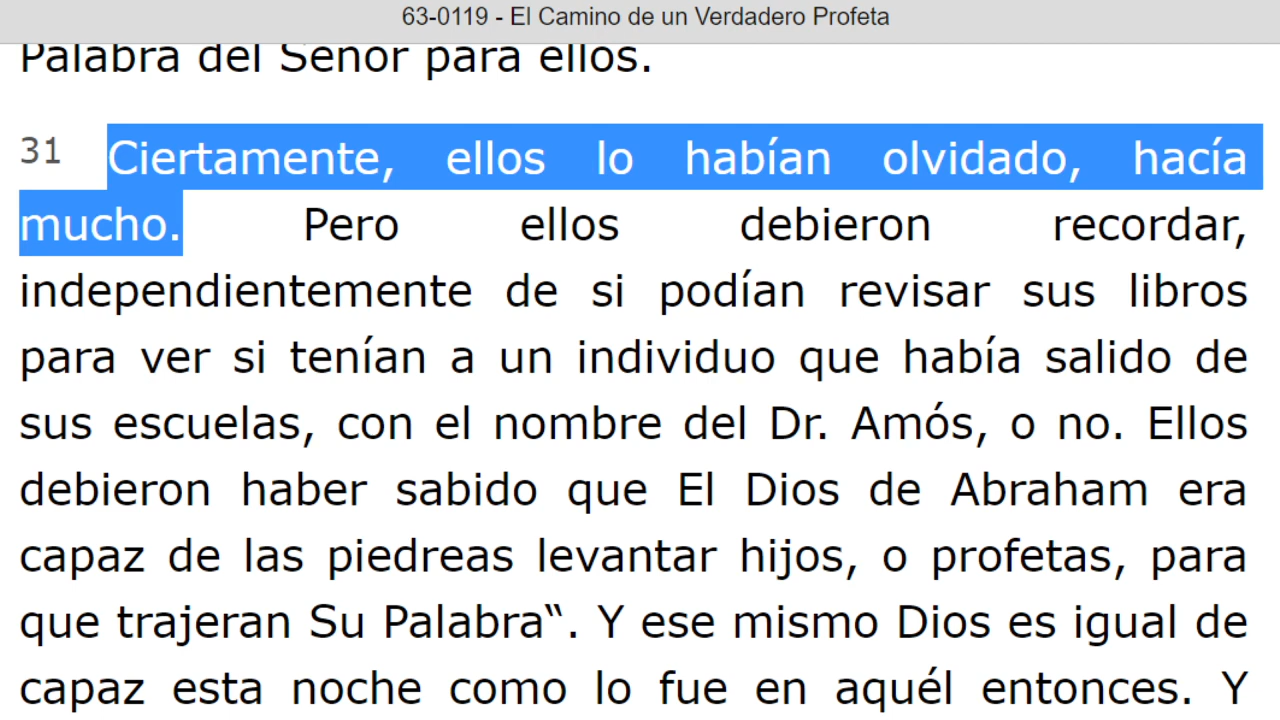 63-0119 - El Camino de un Verdadero Profeta
Palabra del Señor para ellos.
31 Ciertamente, ellos lo habían olvidado, hacía
mucho. Pero ellos debieron recordar,
independientemente de si podían revisar sus libros
para ver si tenían a un individuo que había salido de
sus escuelas, con el nombre del Dr. Amós, o no. Ellos
debieron haber sabido que El Dios de Abraham era
capaz de las piedreas levantar hijos, o profetas, para
que trajeran Su Palabra“. Y ese mismo Dios es igual de
capaz esta noche como lo fue en aquél entonces. Y